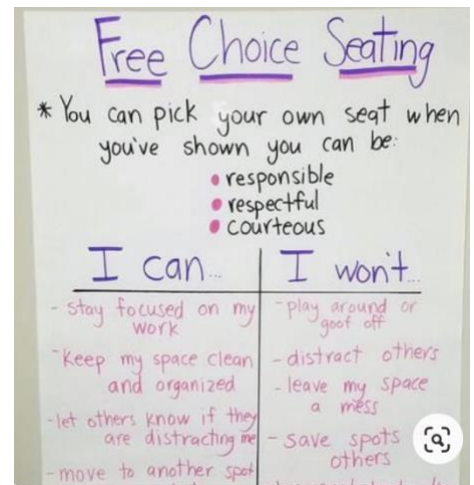 Free Choice Seating
* You can pick your own seat when
you've shown you can be:
• responsible
• respectful
• courteous
I can...
- stay focused on my
work
- Keep my space clean
and organized
- let others know if they
are distracting me
- move to another spot
I won't...
- play around or
goof off
- distract others
- leave my space
a mess
- save spots
others